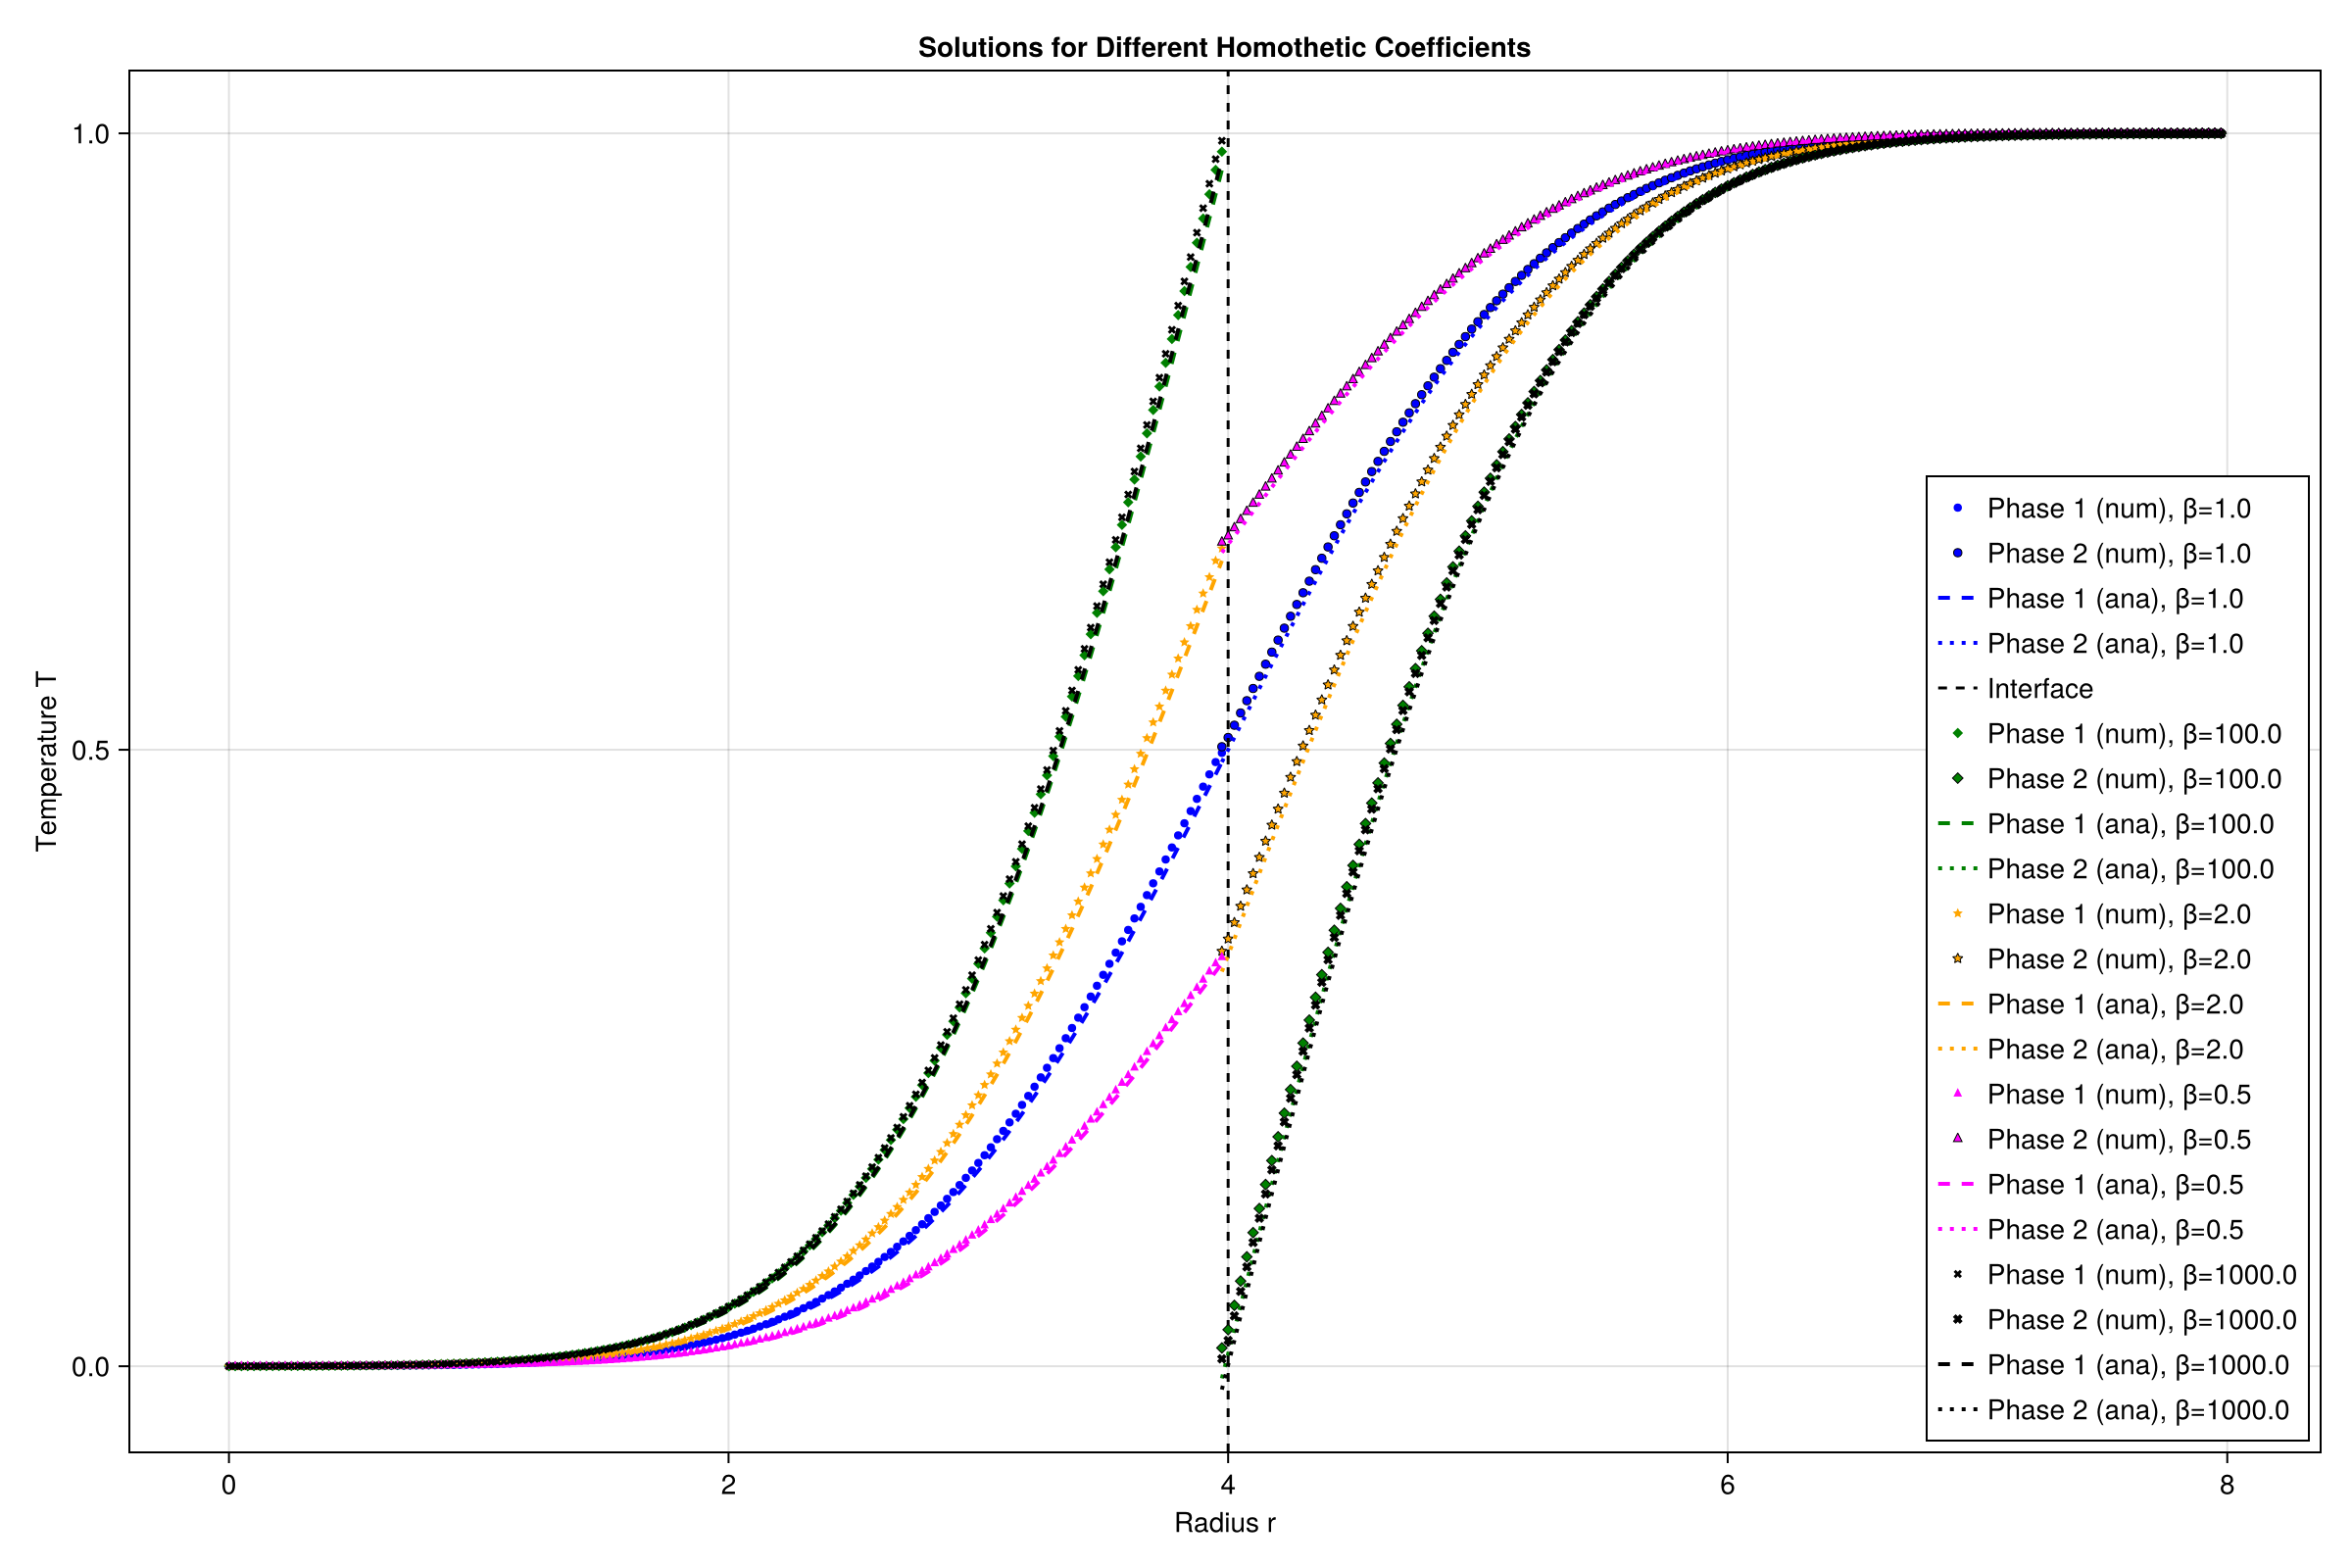 Solutions for Different Homothetic Coefficients
1.0
0.5
0.0
Temperature T
0
2
4
6
8
Radius r
Phase 1 (num), β=1.0
Phase 2 (num), β=1.0
Phase 1 (ana), β=1.0
Phase 2 (ana), β=1.0
Interface
Phase 1 (num), β=100.0
Phase 2 (num), β=100.0
Phase 1 (ana), β=100.0
Phase 2 (ana), β=100.0
Phase 1 (num), β=2.0
Phase 2 (num), β=2.0
Phase 1 (ana), β=2.0
Phase 2 (ana), β=2.0
Phase 1 (num), β=0.5
Phase 2 (num), β=0.5
Phase 1 (ana), β=0.5
Phase 2 (ana), β=0.5
Phase 1 (num), β=1000.0
Phase 2 (num), β=1000.0
Phase 1 (ana), β=1000.0
Phase 2 (ana), β=1000.0